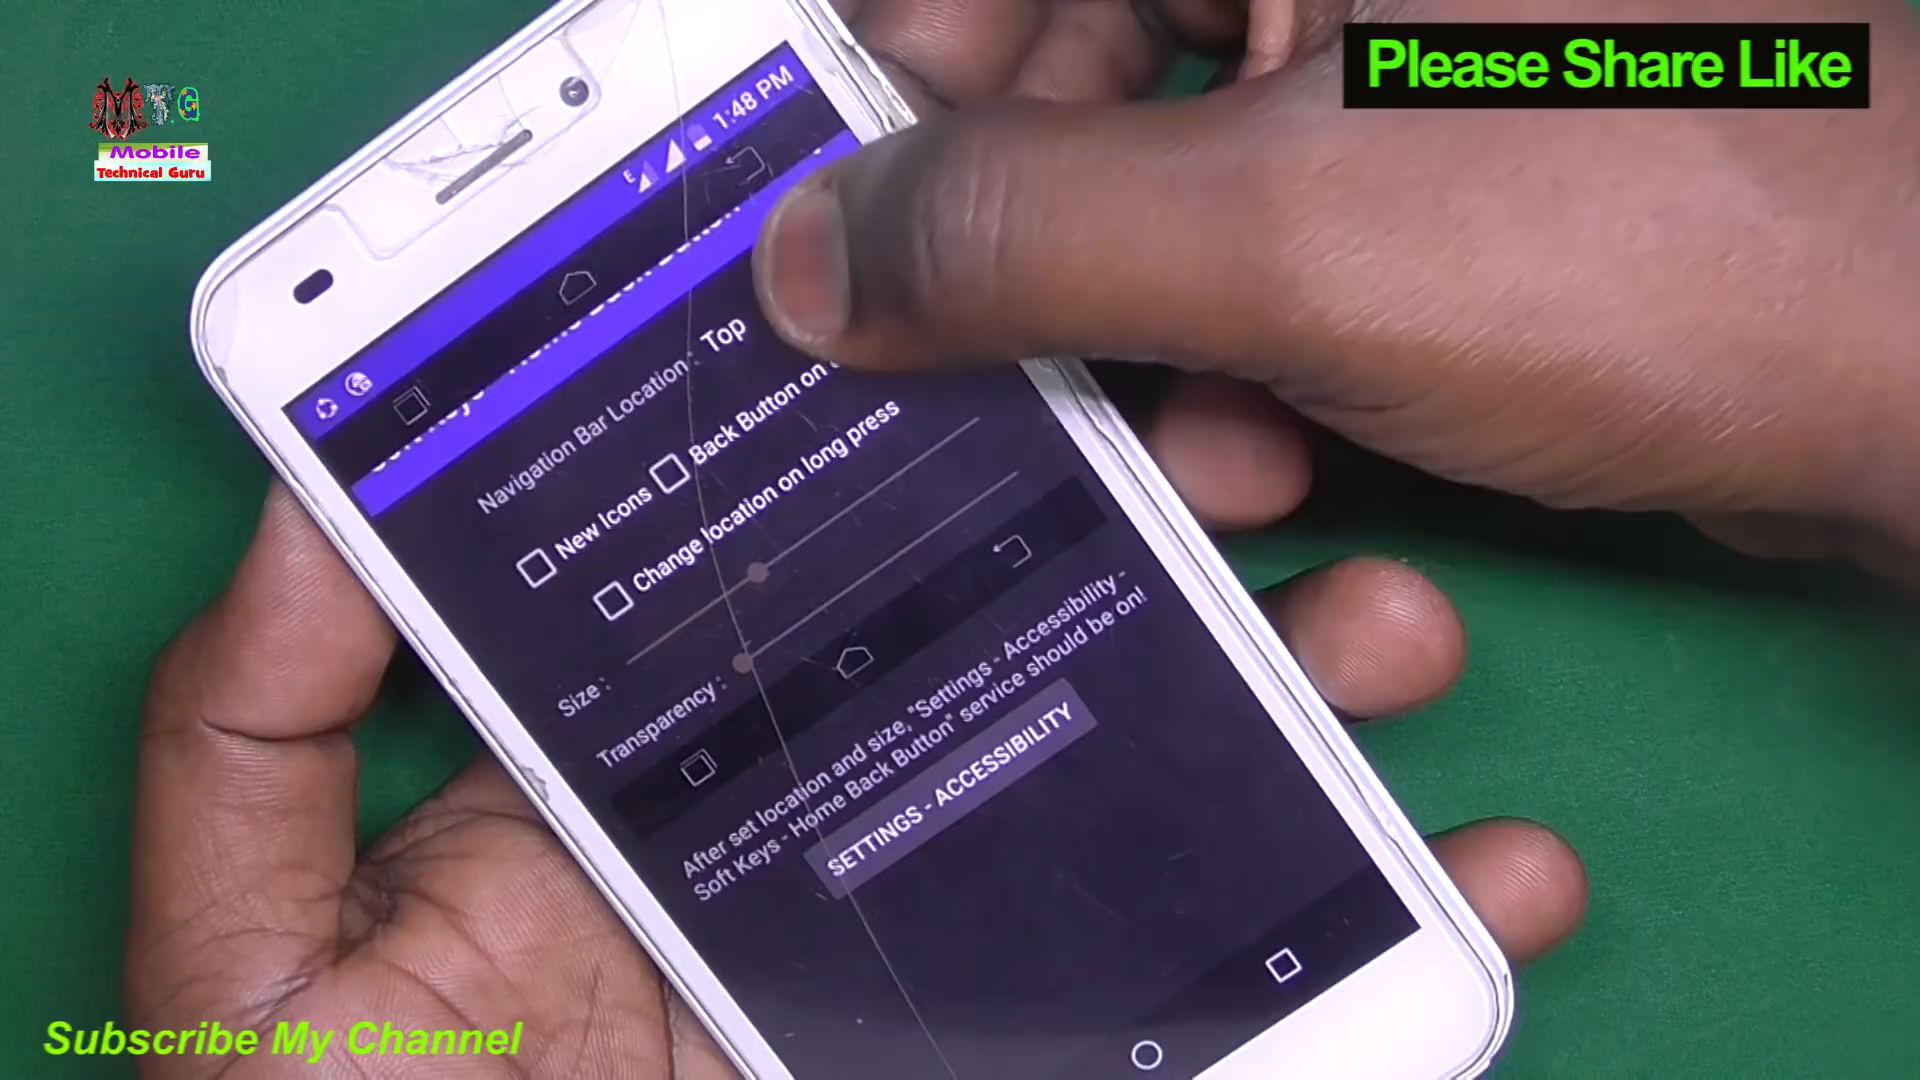 Please Share Like
MTG
Mobile
Technical Guru
E
1:48 PM
Navigation Bar Location : Top
New Icons
Back Button on
Change location on long press
Size :
Transparency :
After set location and size, "Settings - Accessibility -
Soft Keys - Home Back Button" service should be on!
SETTINGS - ACCESSIBILITY
Subscribe My Channel